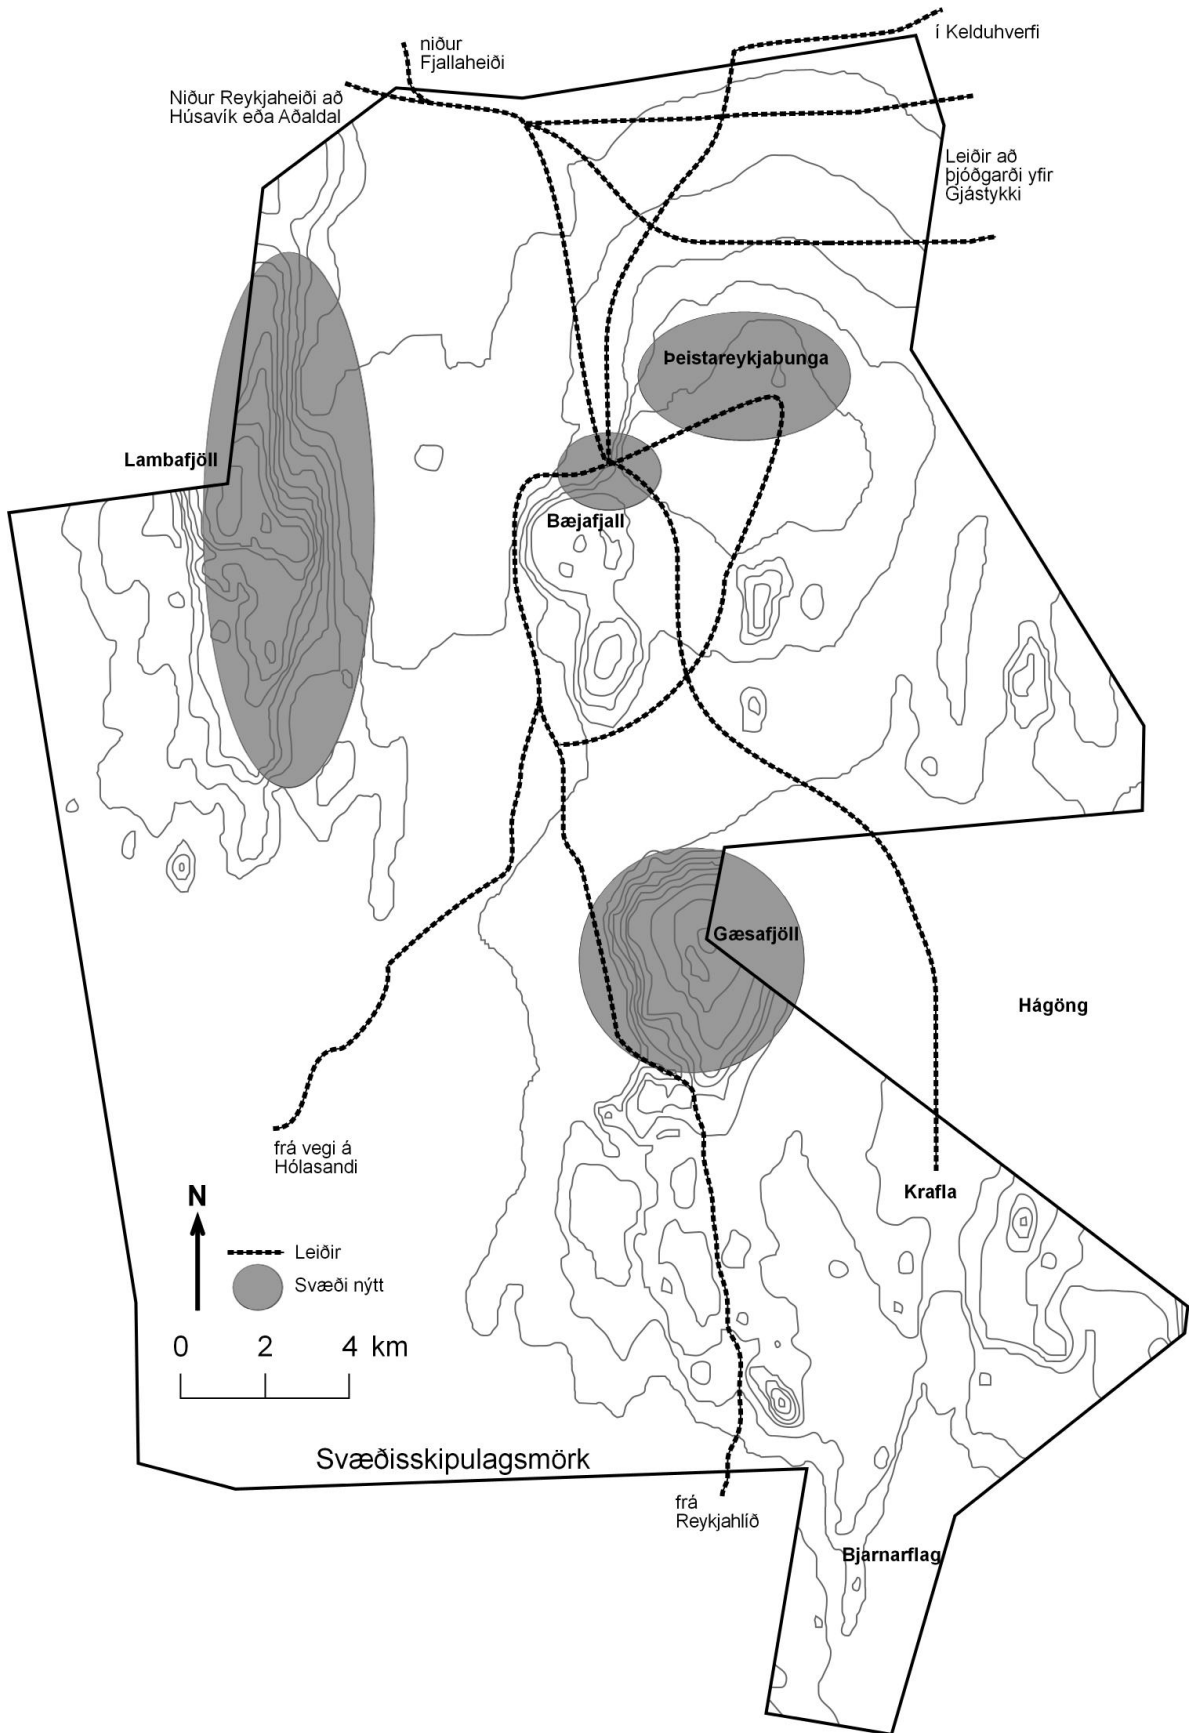 niður
Fjallaheiði
í Kelduhverfi
Niður Reykjaheiði að
Húsavík eða Aðaldal
Leiðir að
þjóðgarði yfir
Gjástykki
Þeistareykjabunga
Lambafjöll
Bæjafjall
Gæsafjöll
Hágöng
frá vegi á
Hólasandi
N
Krafla
Leiðir
Svæði nýtt
0 2 4 km
Svæðisskipulagsmörk
frá
Reykjahlíð
Bjarnarflag